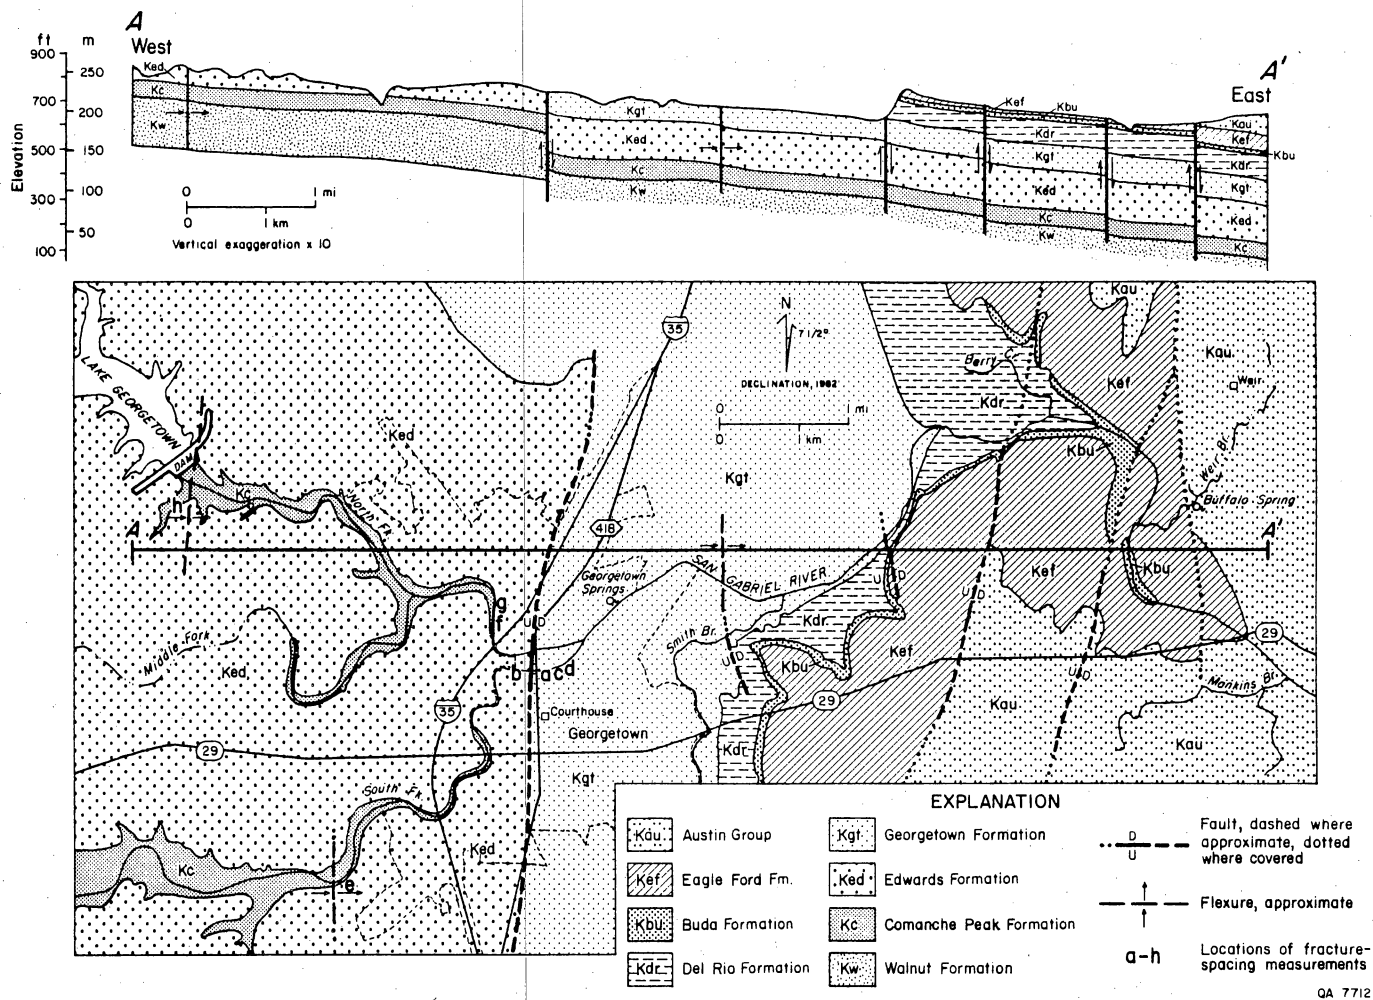 A
West
A'
East
ft
m
900
700
500
300
100
250
200
150
100
50
Elevation
Ked
Kc
Kw
Kgt
Ked
Kc
Kw
Kef
Kbu
Kdr
Kgt
Ked
Kc
Kw
Kau
Kef
Kbu
Kdr
Kgt
Ked
Kc
0
1 mi
0
1 km
Vertical exaggeration x 10
LAKE GEORGETOWN
DAM
h
Kc
North Fk
Ked
A
A'
Middle Fork
Ked
g
f
b
a c d
U D
35
418
35
29
Georgetown
Springs
Courthouse
Georgetown
Kgt
South Fk.
Kc
e
Ked
N
7 1/2°
DECLINATION, 1982
0
1 mi
0
1 km
Kgt
SAN GABRIEL RIVER
Smith Br.
U D
Kdr
Kbu
Kdr
U D
Kef
29
Berry
Kdr
Kbu
Kef
Kau
Kau
Weir
Weir Br.
Buffalo Spring
Kef
Kbu
U D
Kau
U D
29
Mankins Br.
Kau
EXPLANATION
Kau Austin Group
Kef Eagle Ford Fm.
Kbu Buda Formation
Kdr Del Rio Formation
Kgt Georgetown Formation
Ked Edwards Formation
Kc Comanche Peak Formation
Kw Walnut Formation
D
U
Fault, dashed where
approximate, dotted
where covered
Flexure, approximate
a-h
Locations of fracture-
spacing measurements
QA 7712